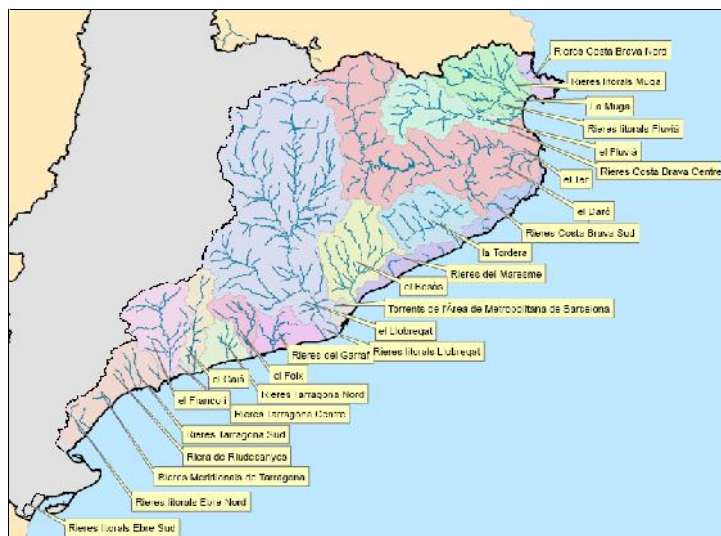 Rieres Costa Brava Nord
Rieres litorals Muga
La Muga
Rieres litorals Fluvià
el Fluvià
Rieres Costa Brava Centre
el Ter
el Daró
Rieres Costa Brava Sud
la Tordera
Rieres del Maresme
el Besòs
Torrents de l'Àrea de Metropolitana de Barcelona
el Llobregat
Rieres litorals Llobregat
Rieres del Garraf
el Foix
Rieres Tarragona Nord
el Gaià
el Francolí
Rieres Tarragona Centre
Rieres Tarragona Sud
Riera de Riudecanyes
Rieres Meridionals de Tarragona
Rieres litorals Ebre Nord
Rieres litorals Ebre Sud